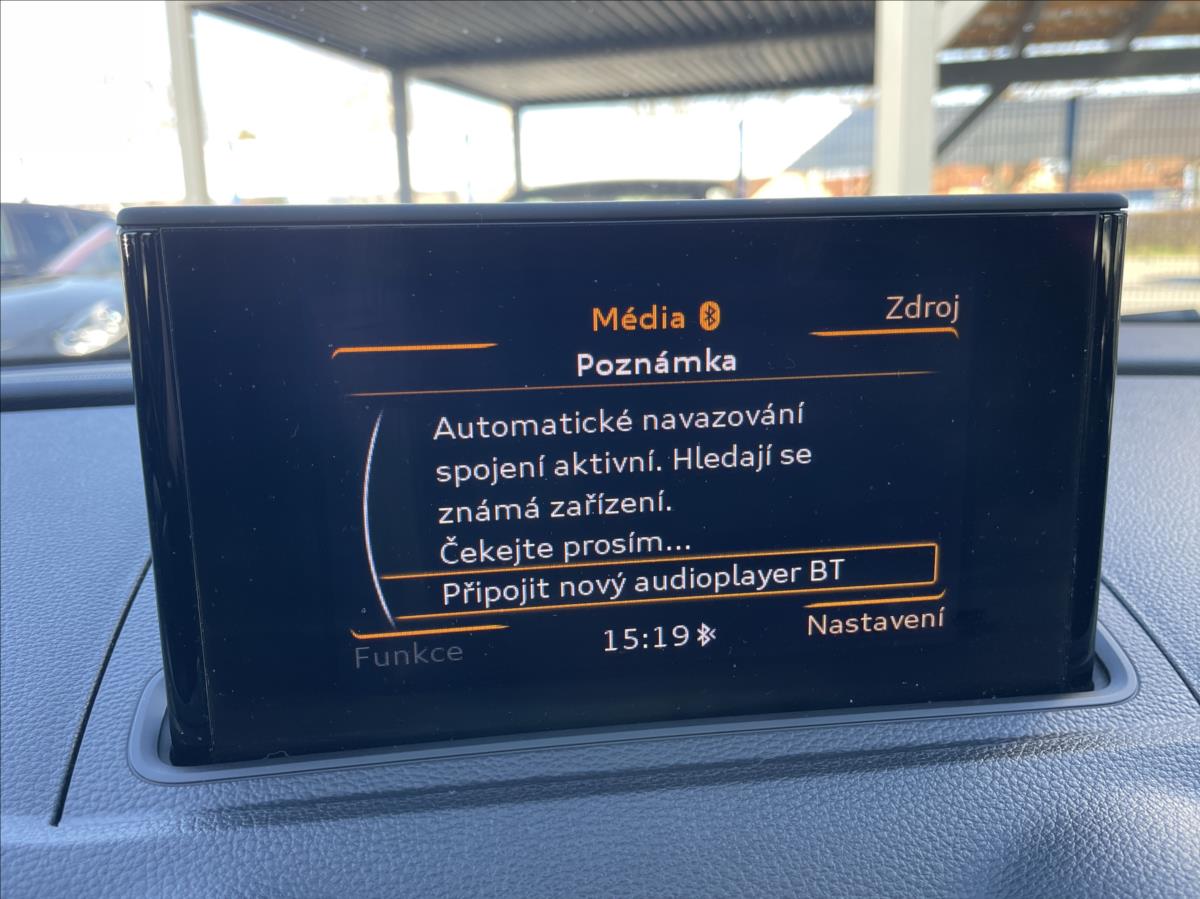 Média
Zdroj
Poznámka
Automatické navazování
spojení aktivní. Hledají se
známá zařízení.
Čekejte prosím...
Připojit nový audioplayer BT
Funkce
15:19
Nastavení